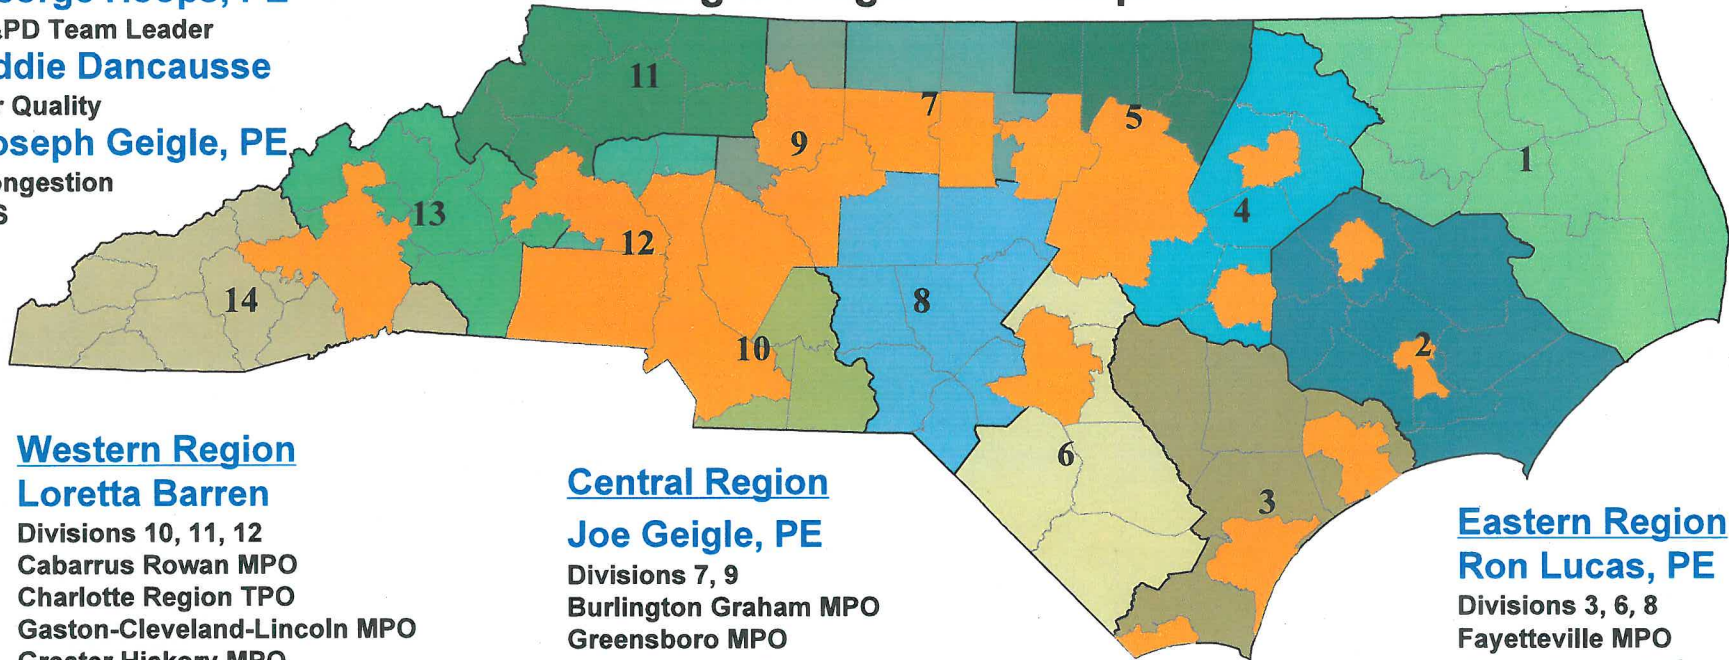 PD Team Leader
Dancausse
Quality
Geigle, PE
11
7
5
9
1
13
4
12
14
8
10
2
6
3
Western Region
Loretta Barren
Divisions 10, 11, 12
Cabarrus Rowan MPO
Charlotte Region TPO
Gaston-Cleveland-Lincoln MPO
Greater Hickory MPO
Central Region
Joe Geigle, PE
Divisions 7, 9
Burlington Graham MPO
Greensboro MPO
Eastern Region
Ron Lucas, PE
Divisions 3, 6, 8
Fayetteville MPO